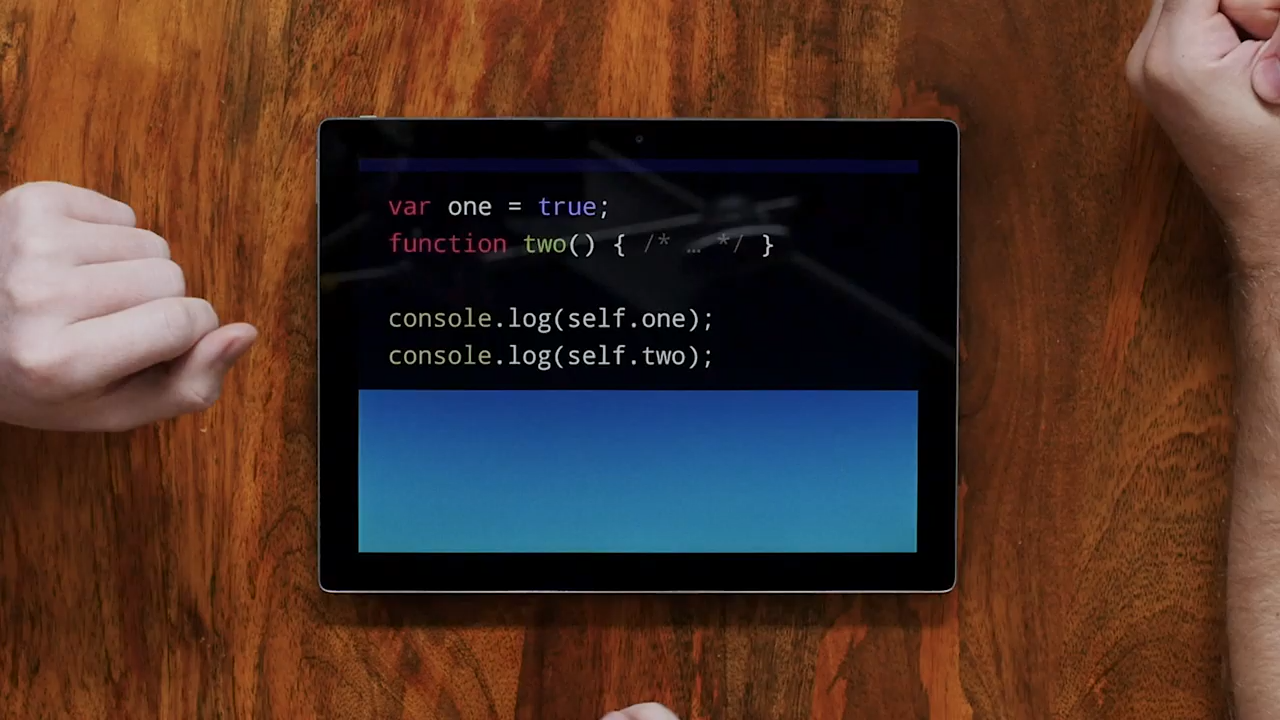 var one = true;
function two() { /* … */ }
console.log(self.one);
console.log(self.two);